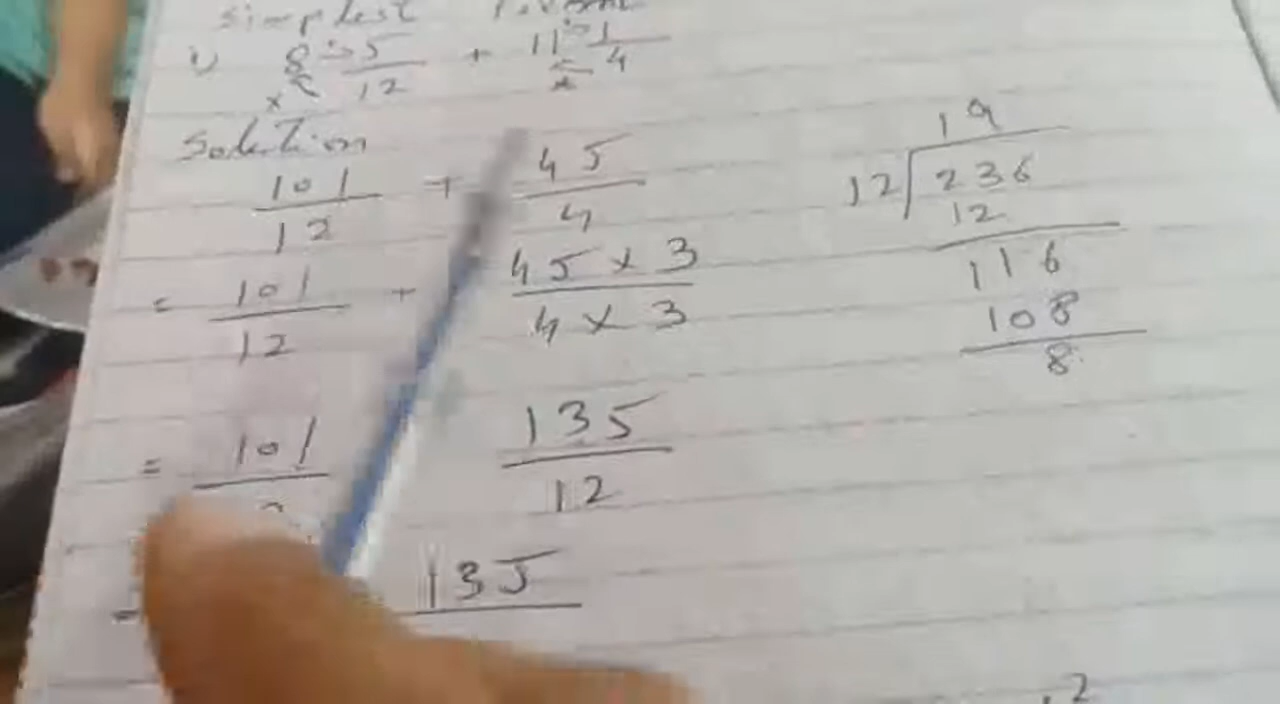 simplest
i) 8 5/12 + 11 1/4
Solution
101/12 + 45/4
= 101/12 + 45 x 3/4 x 3
= 101/ 135/12
= 135
19
12 236
12
116
108
8
2